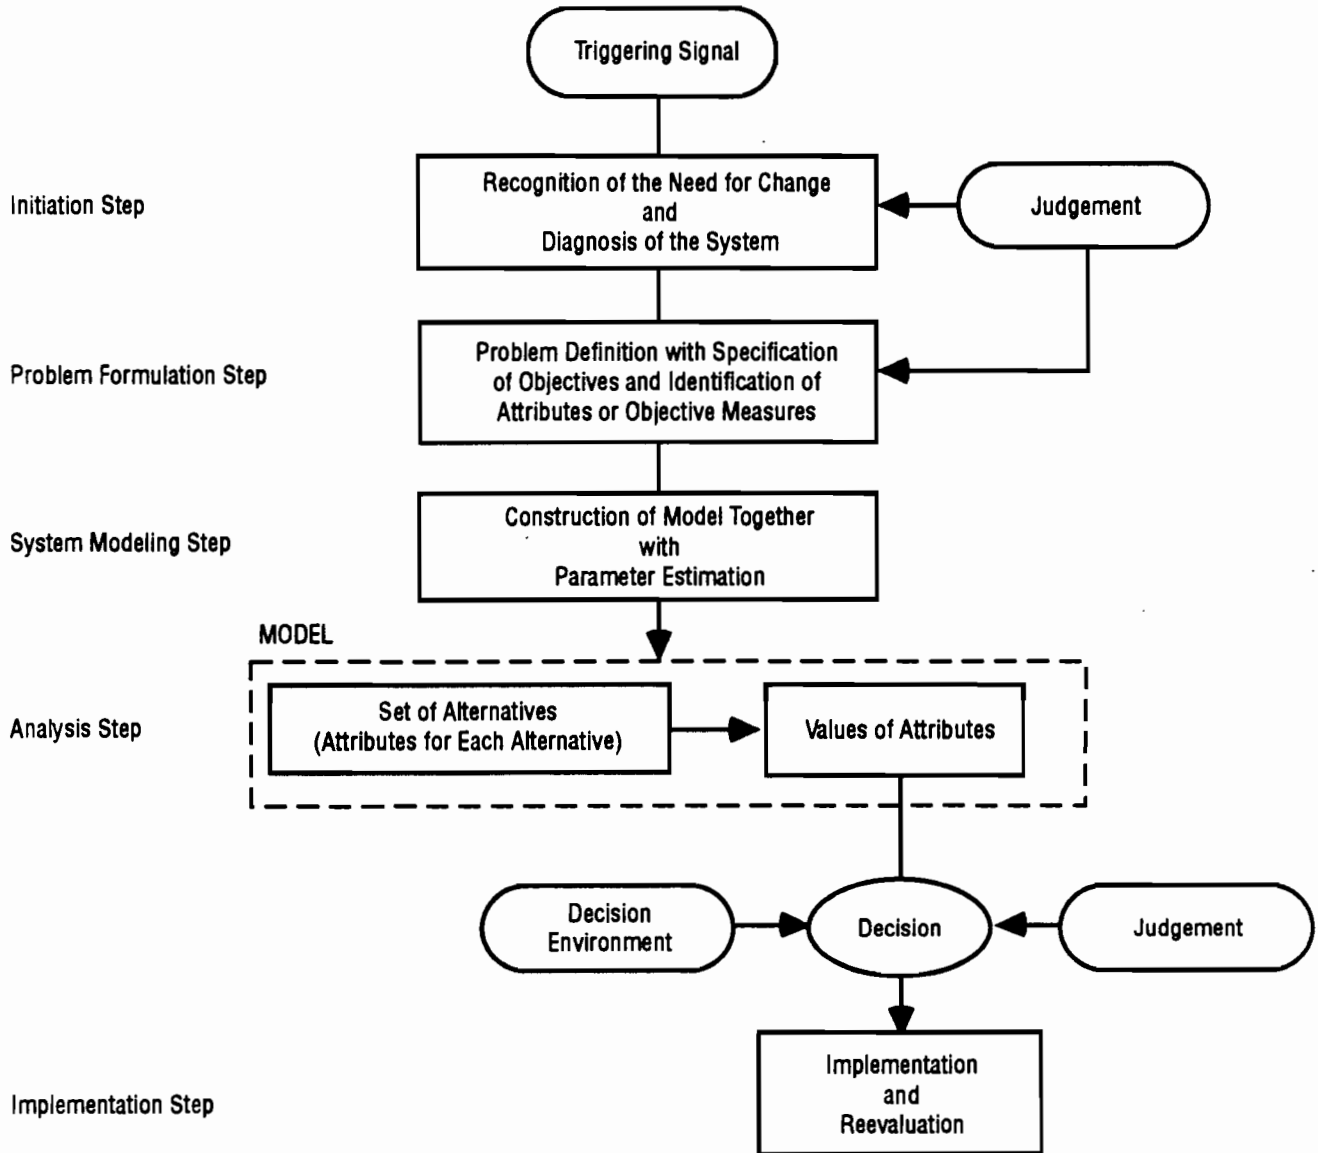 Triggering Signal
Initiation Step
Recognition of the Need for Change
and
Diagnosis of the System
Judgement
Problem Formulation Step
Problem Definition with Specification
of Objectives and Identification of
Attributes or Objective Measures
System Modeling Step
Construction of Model Together
with
Parameter Estimation
MODEL
Analysis Step
Set of Alternatives
(Attributes for Each Alternative)
Values of Attributes
Decision
Environment
Decision
Judgement
Implementation Step
Implementation
and
Reevaluation